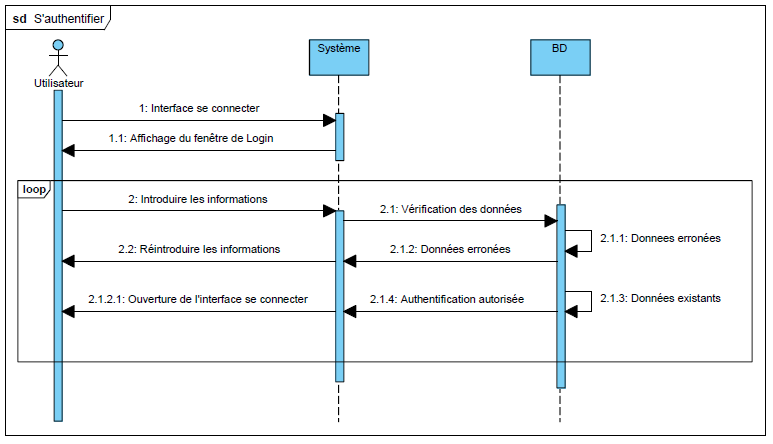 sd S'authentifier
Utilisateur
Système
BD
1: Interface se connecter
1.1: Affichage du fenêtre de Login
loop
2: Introduire les informations
2.1: Vérification des données
2.1.1: Donnees erronées
2.2: Réintroduire les informations
2.1.2: Données erronées
2.1.3: Données existants
2.1.2.1: Ouverture de l'interface se connecter
2.1.4: Authentification autorisée